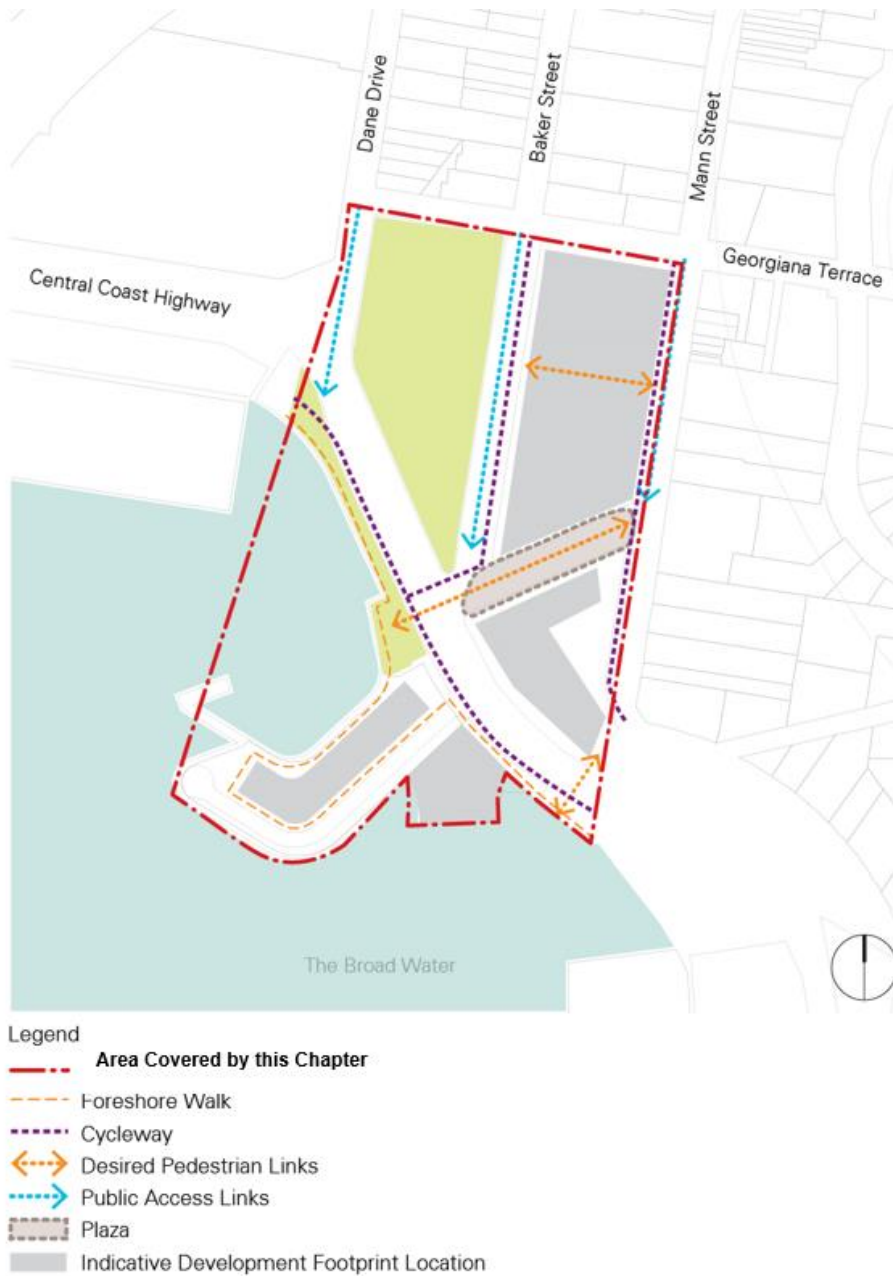 Dane Drive
Baker Street
Mann Street
Georgiana Terrace
Central Coast Highway
The Broad Water
Legend
Area Covered by this Chapter
Foreshore Walk
Cycleway
Desired Pedestrian Links
Public Access Links
Plaza
Indicative Development Footprint Location